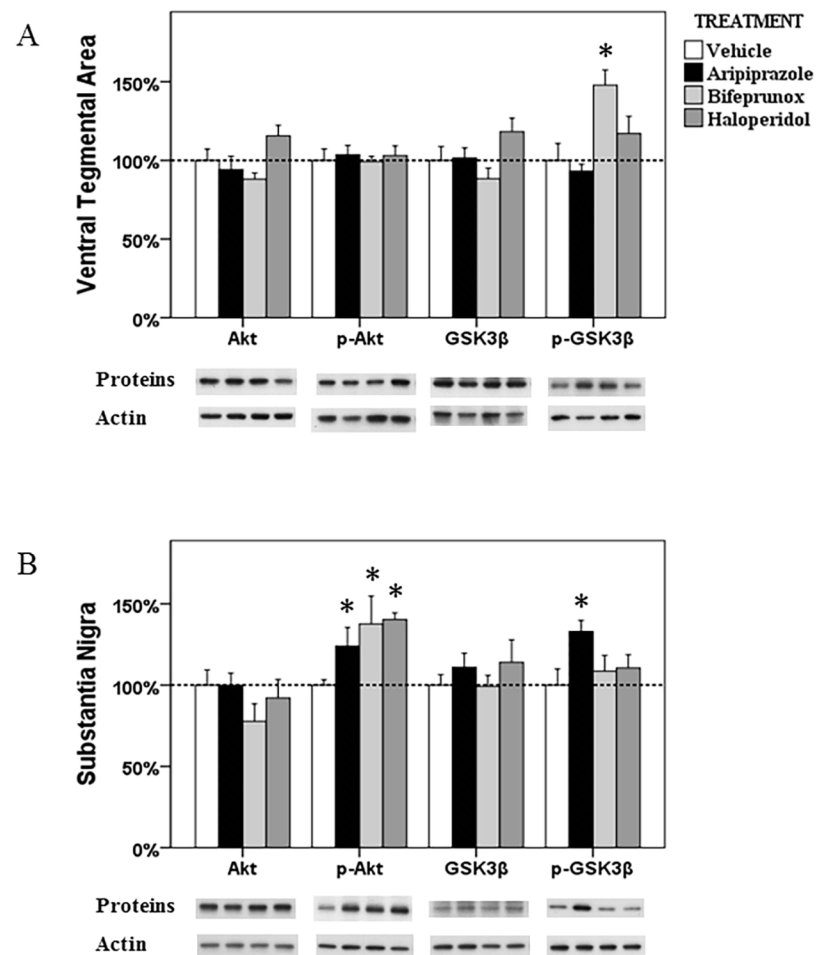 A
TREATMENT
Vehicle
Aripiprazole
Bifeprunox
Haloperidol
Ventral Tegmental Area
150%
100%
50%
0%
*
Akt p-Akt GSK3β p-GSK3β
Proteins
Actin
B
Substantia Nigra
150%
100%
50%
0%
* * * *
Akt p-Akt GSK3β p-GSK3β
Proteins
Actin